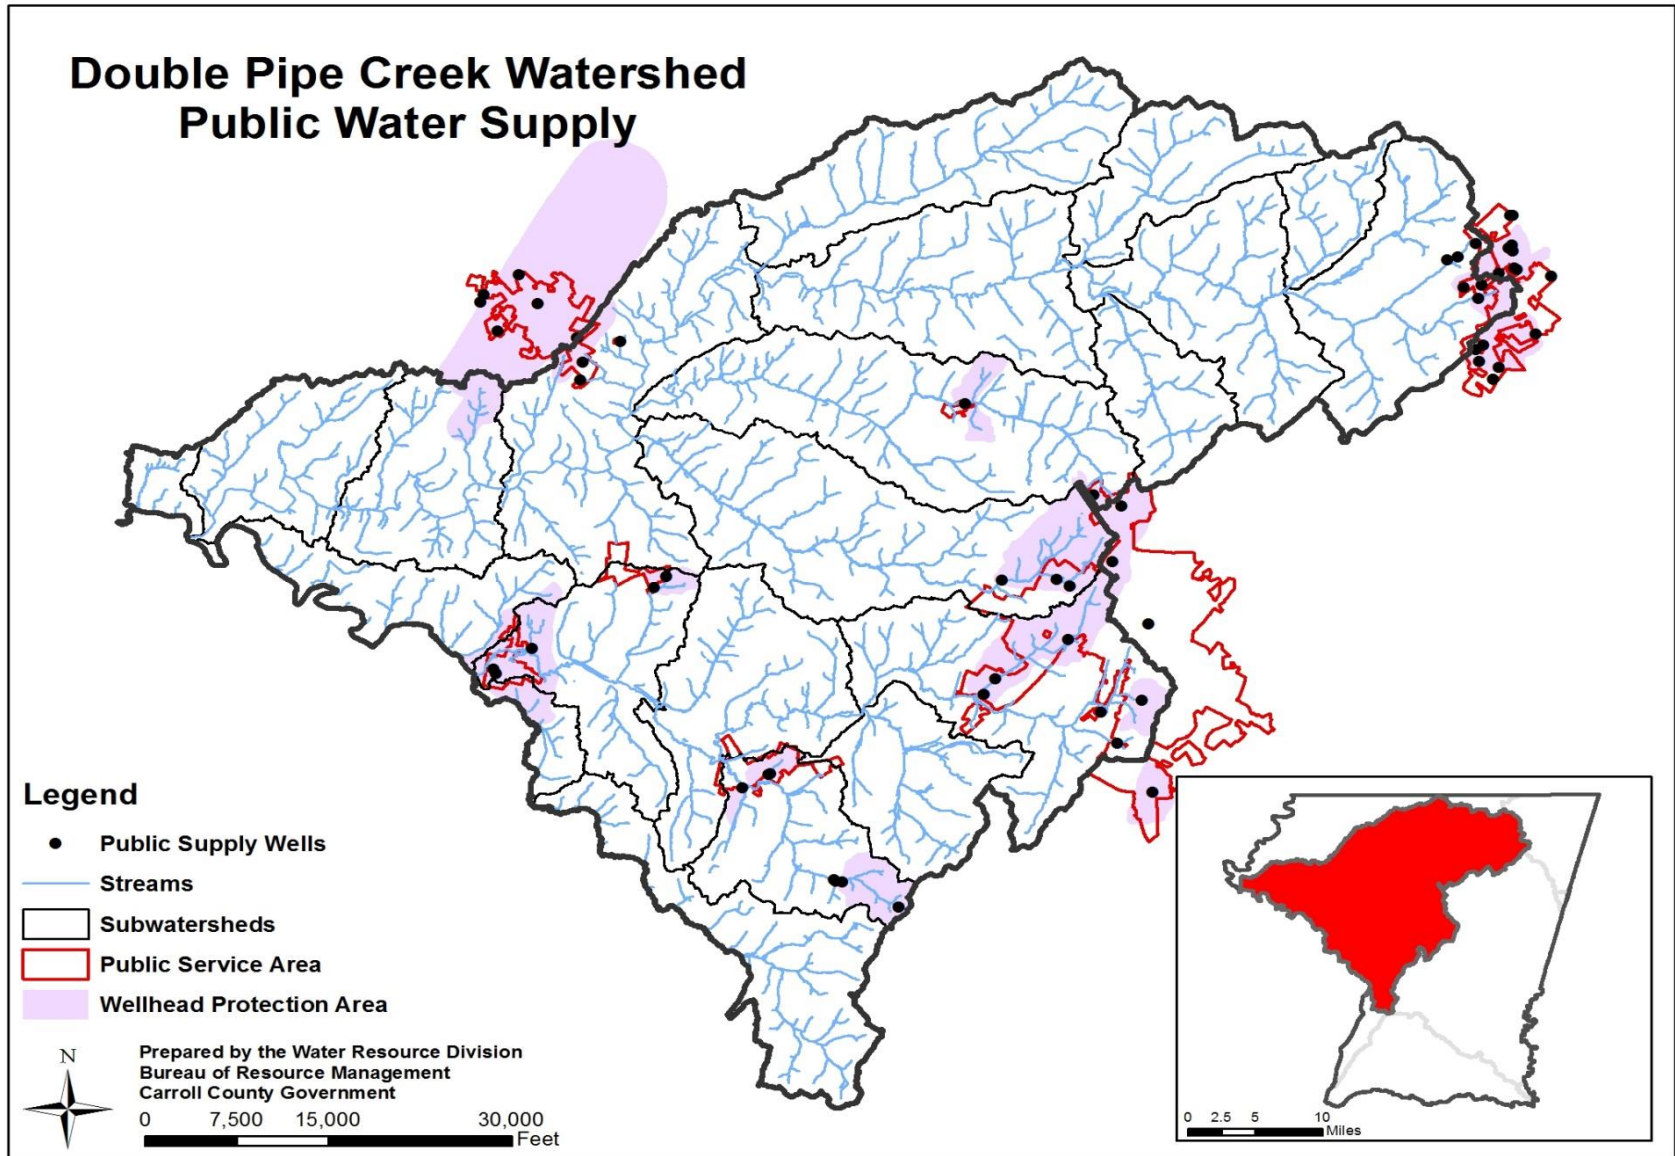 Double Pipe Creek Watershed
Public Water Supply
Legend
Public Supply Wells
Streams
Subwatersheds
Public Service Area
Wellhead Protection Area
N
Prepared by the Water Resource Division
Bureau of Resource Management
Carroll County Government
0 7,500 15,000 30,000
Feet
0 2.5 5 10
Miles